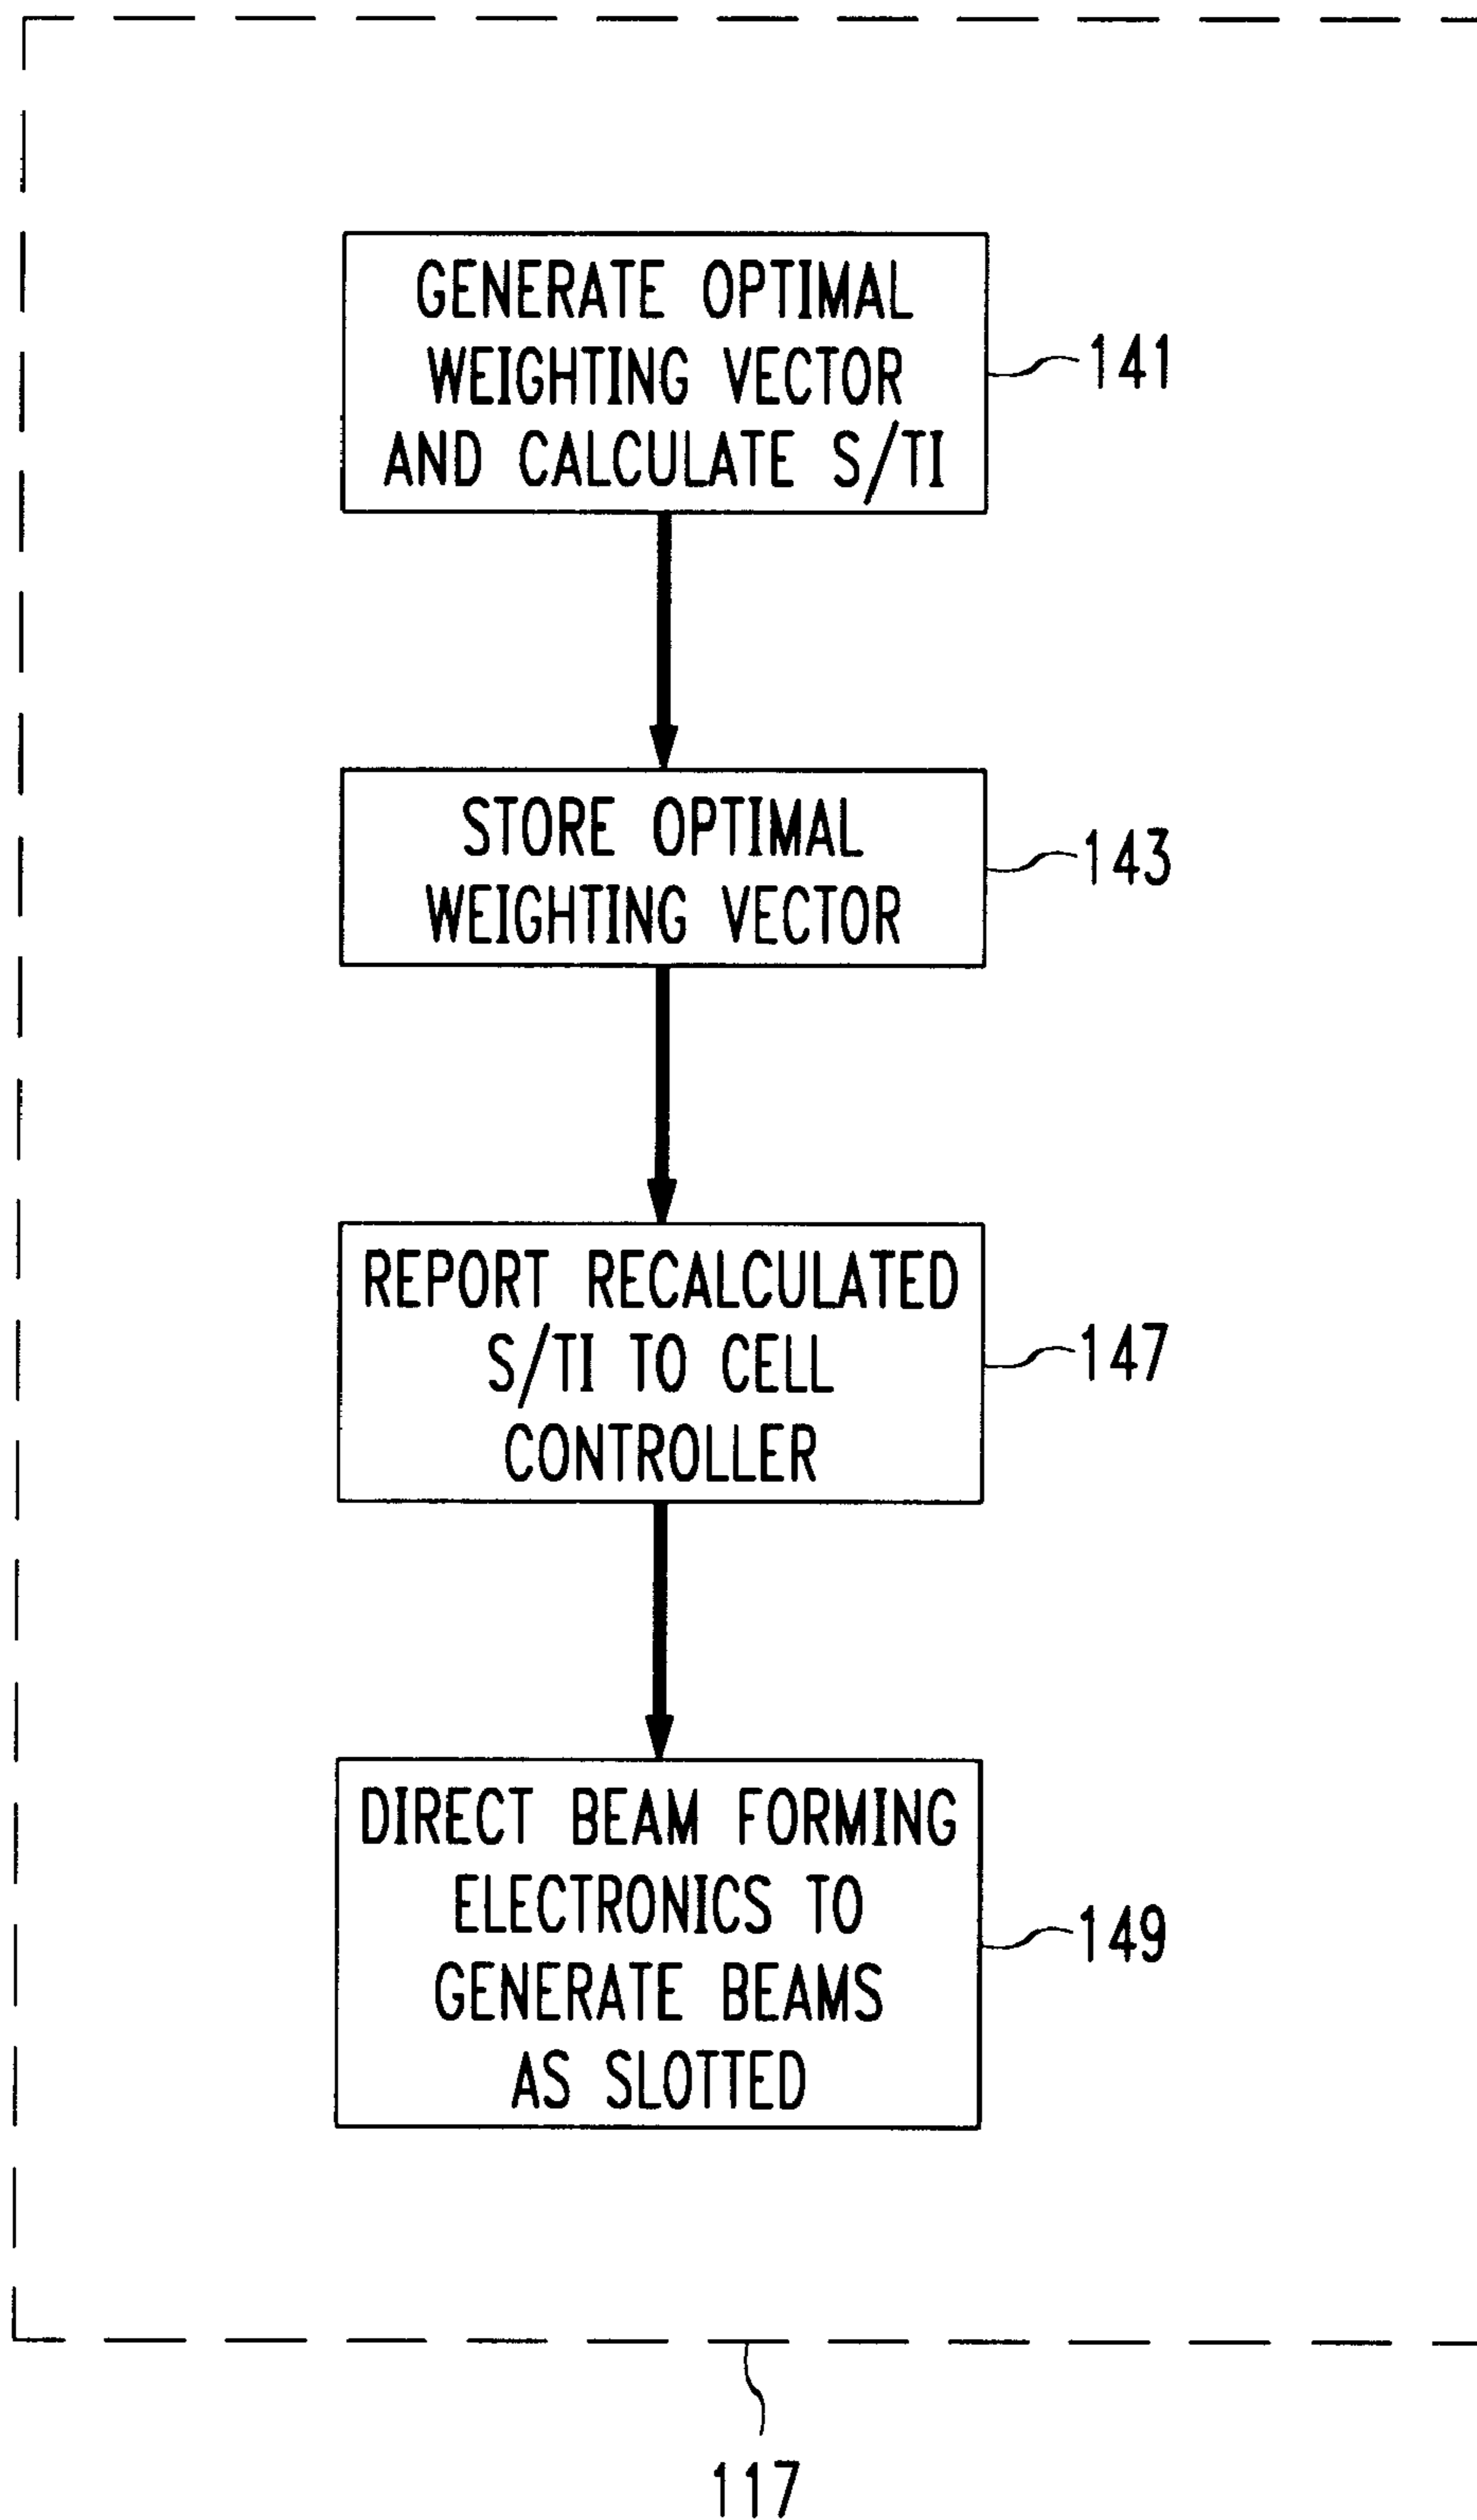 GENERATE OPTIMAL
WEIGHTING VECTOR
AND CALCULATE S/TI
141
STORE OPTIMAL
WEIGHTING VECTOR
143
REPORT RECALCULATED
S/TI TO CELL
CONTROLLER
147
DIRECT BEAM FORMING
ELECTRONICS TO
GENERATE BEAMS
AS SLOTTED
149
117